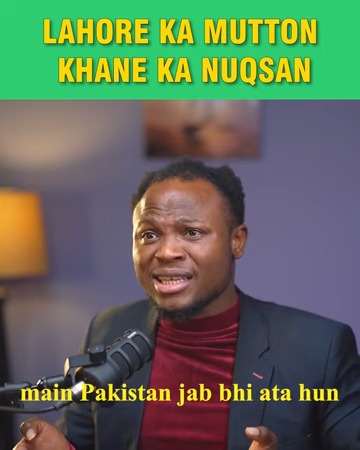 LAHORE KA MUTTON
KHANE KA NUQSAN
main Pakistan jab bhi ata hun